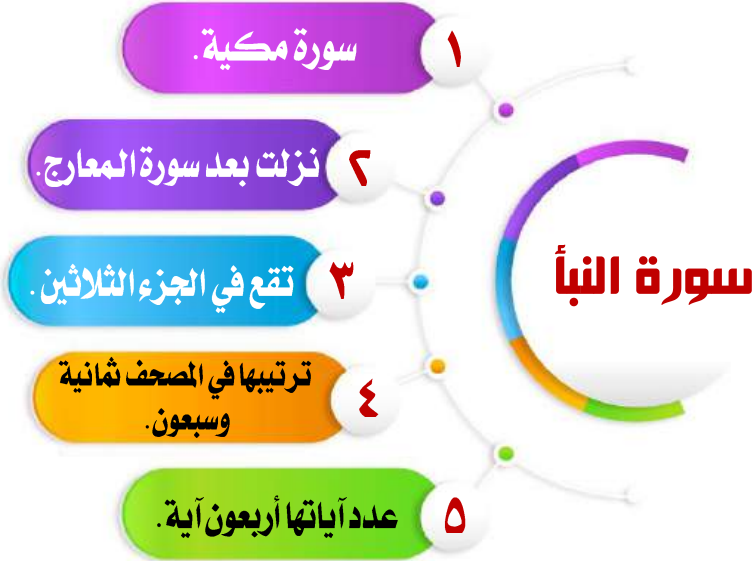 سورة النبأ
١
سورة مكية .
٢
نزلت بعد سورة المعارج.
٣
تقع في الجزء الثلاثين .
٤
ترتيبها في المصحف ثمانية
وسبعون.
٥
عدد آياتها أربعون آية .